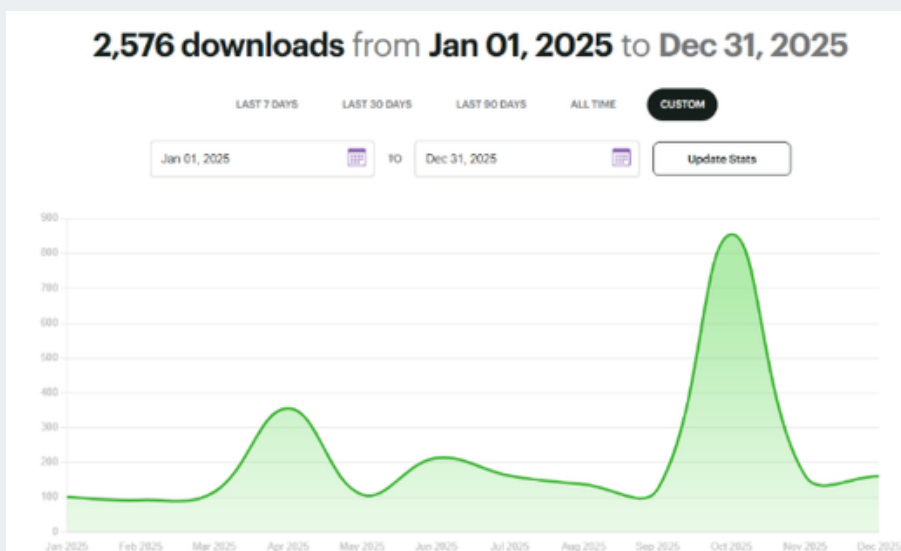 2,576 downloads from Jan 01, 2025 to Dec 31, 2025
LAST 7 DAYS LAST 30 DAYS LAST 90 DAYS ALL TIME CUSTOM
Jan 01, 2025 TO Dec 31, 2025 Update Stats
900
800
700
600
500
400
300
200
100
0
Jan 2025 Feb 2025 Mar 2025 Apr 2025 May 2025 Jun 2025 Jul 2025 Aug 2025 Sep 2025 Oct 2025 Nov 2025 Dec 2025